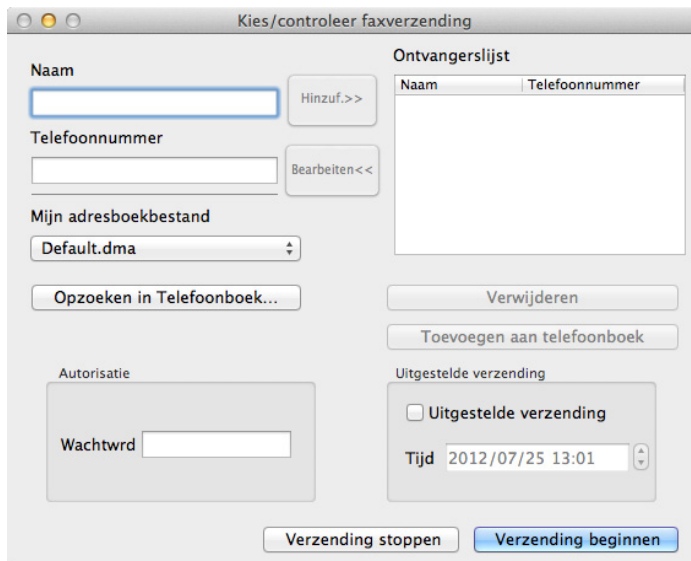 Kies/controleer faxverzending
Naam
Hinzuf.>>
Telefoonnummer
Bearbeiten<<
Mijn adresboekbestand
Default.dma
Opzoeken in Telefoonboek...
Ontvangerslijst
Naam Telefoonnummer
Verwijderen
Toevoegen aan telefoonboek
Autorisatie
Wachtwrd
Uitgestelde verzending
Uitgestelde verzending
Tijd 2012/07/25 13:01
Verzending stoppen
Verzending beginnen